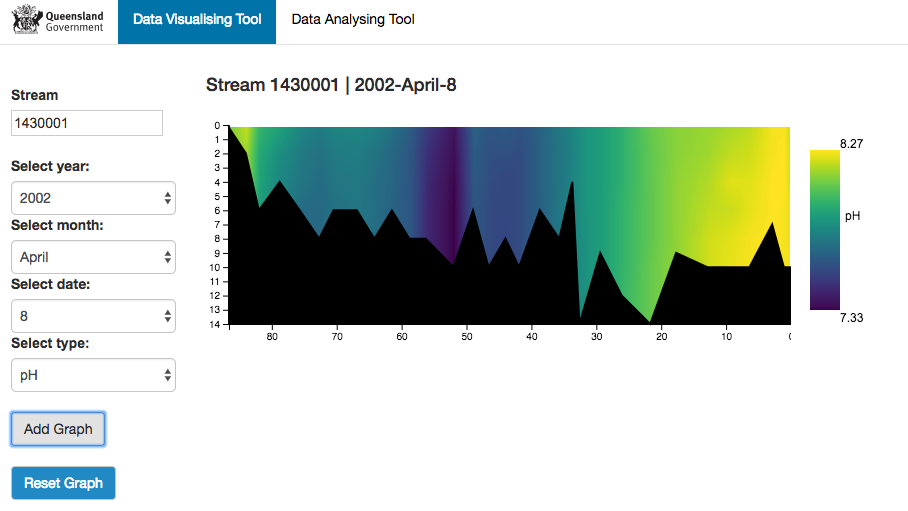 Queensland
Government
Data Visualising Tool
Data Analysing Tool
Stream
1430001
Select year:
2002
Select month:
April
Select date:
8
Select type:
pH
Add Graph
Reset Graph
Stream 1430001 | 2002-April-8
0
1
2
3
4
5
6
7
8
9
10
11
12
13
14
80 70 60 50 40 30 20 10
8.27
pH
7.33